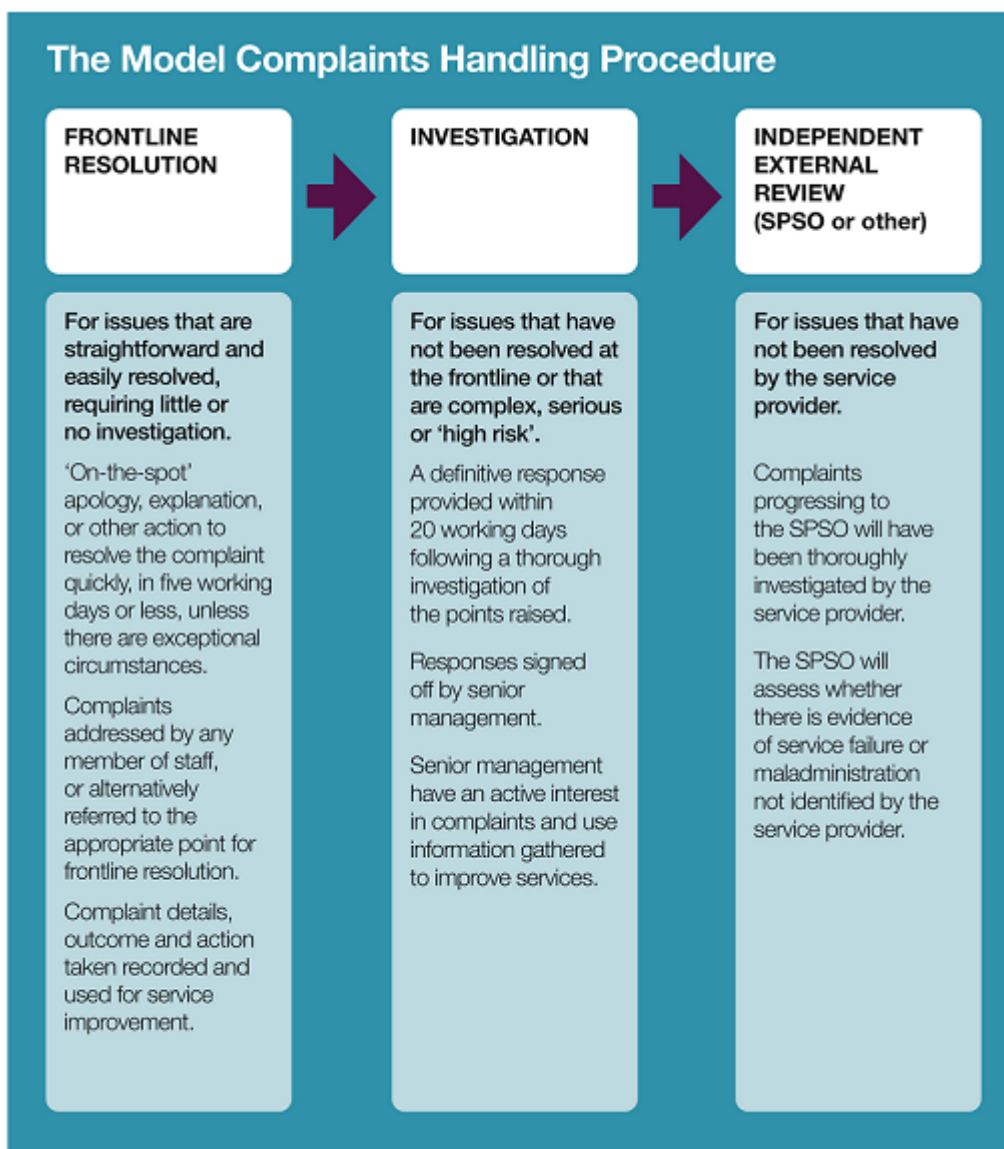 The Model Complaints Handling Procedure
FRONTLINE
RESOLUTION
INVESTIGATION
INDEPENDENT
EXTERNAL
REVIEW
(SPSO or other)
For issues that are
straightforward and
easily resolved,
requiring little or
no investigation.
‘On-the-spot’
apology, explanation,
or other action to
resolve the complaint
quickly, in five working
days or less, unless
there are exceptional
circumstances.
Complaints
addressed by any
member of staff,
or alternatively
referred to the
appropriate point for
frontline resolution.
Complaint details,
outcome and action
taken recorded and
used for service
improvement.
For issues that have
not been resolved at
the frontline or that
are complex, serious
or ‘high risk’.
A definitive response
provided within
20 working days
following a thorough
investigation of
the points raised.
Responses signed
off by senior
management.
Senior management
have an active interest
in complaints and use
information gathered
to improve services.
For issues that have
not been resolved
by the service
provider.
Complaints
progressing to
the SPSO will have
been thoroughly
investigated by the
service provider.
The SPSO will
assess whether
there is evidence
of service failure or
maladministration
not identified by the
service provider.